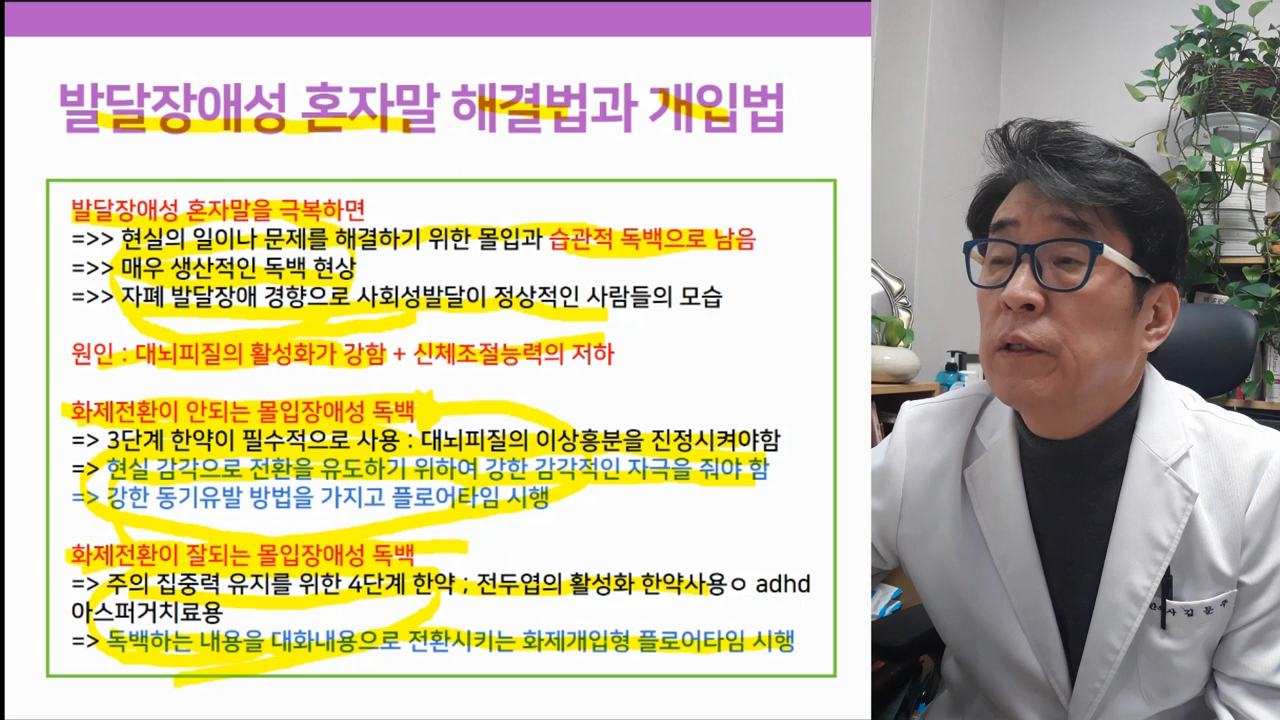 발달장애성 혼자말 해결법과 개입법
발달장애성 혼자말을 극복하면
=>> 현실의 일이나 문제를 해결하기 위한 몰입과 습관적 독백으로 남음
=>> 매우 생산적인 독백 현상
=>> 자폐 발달장애 경향으로 사회성발달이 정상적인 사람들의 모습
원인 : 대뇌피질의 활성화가 강함 + 신체조절능력의 저하
화제전환이 안되는 몰입장애성 독백
=> 3단계 한약이 필수적으로 사용 : 대뇌피질의 이상흥분을 진정시켜야함
=> 현실 감각으로 전환을 유도하기 위하여 강한 감각적인 자극을 줘야 함
=> 강한 동기유발 방법을 가지고 플로어타임 시행
화제전환이 잘되는 몰입장애성 독백
=> 주의 집중력 유지를 위한 4단계 한약 ; 전두엽의 활성화 한약사용ㅇ adhd
아스퍼거치료용
=> 독백하는 내용을 대화내용으로 전환시키는 화제개입형 플로어타임 시행